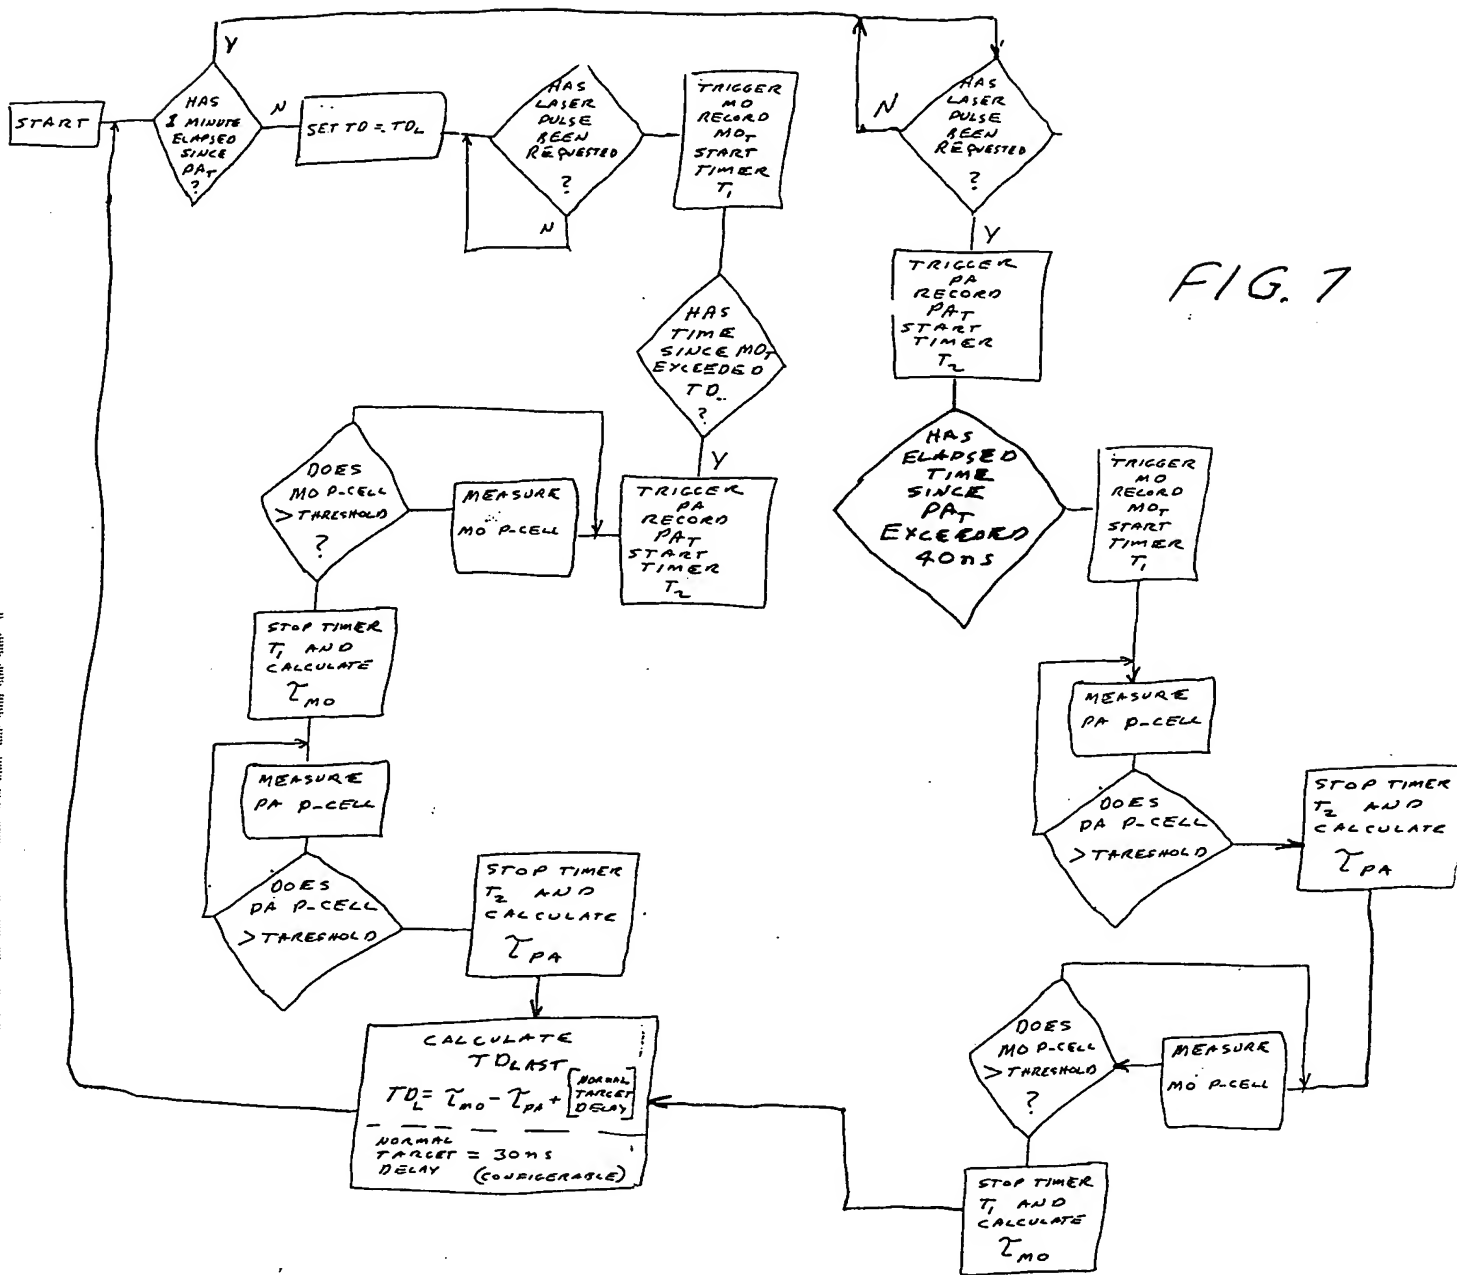 START
Y
HAS
1 MINUTE
ELAPSED
SINCE
PAT
?
N
SET TD = TDL
HAS
LASER
PULSE
BEEN
REQUESTED
?
N
TRIGGER
MO
RECORD
MOT
START
TIMER
T1
HAS
TIME
SINCE MOT
EXCEEDED
TD
?
Y
TRIGGER
PA
RECORD
PAT
START
TIMER
T2
MEASURE
MO P-CELL
DOES
MO P-CELL
> THRESHOLD
?
STOP TIMER
T1 AND
CALCULATE
τMO
MEASURE
PA P-CELL
DOES
PA P-CELL
> TARESHOLD
STOP TIMER
T2 AND
CALCULATE
τPA
CALCULATE
TDLAST
TDL = τMO - τPA + [NORMAL
TARGET
DELAY]
NORMAL
TARGET = 30ns
DELAY (CONFIGERABLE)
HAS
LASER
PULSE
BEEN
REQUESTED
?
N
Y
TRIGGER
PA
RECORD
PAT
START
TIMER
T2
FIG. 7
HAS
ELAPSED
TIME
SINCE
PAT
EXCEEDED
40ns
TRIGGER
MO
RECORD
MOT
START
TIMER
T1
MEASURE
PA P-CELL
DOES
PA P-CELL
> TARESHOLD
STOP TIMER
T2 AND
CALCULATE
τPA
MEASURE
MO P-CELL
DOES
MO P-CELL
> THRESHOLD
?
STOP TIMER
T1 AND
CALCULATE
τMO